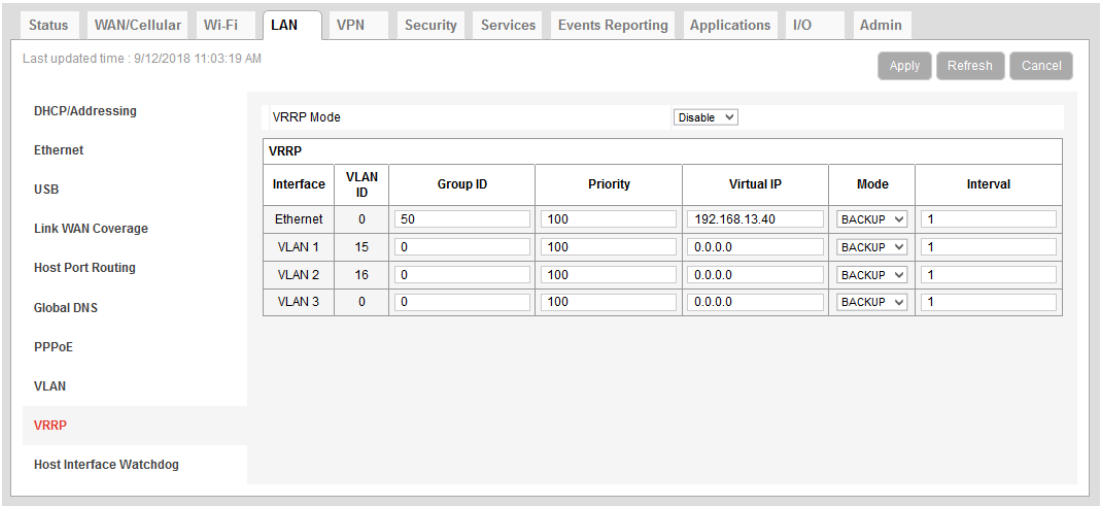 Status WAN/Cellular Wi-Fi LAN VPN Security Services Events Reporting Applications I/O Admin
Last updated time : 9/12/2018 11:03:19 AM
Apply Refresh Cancel
DHCP/Addressing
Ethernet
USB
Link WAN Coverage
Host Port Routing
Global DNS
PPPoE
VLAN
VRRP
Host Interface Watchdog
VRRP Mode Disable
VRRP
Interface VLAN ID Group ID Priority Virtual IP Mode Interval
Ethernet 0 50 100 192.168.13.40 BACKUP 1
VLAN 1 15 0 100 0.0.0.0 BACKUP 1
VLAN 2 16 0 100 0.0.0.0 BACKUP 1
VLAN 3 0 0 100 0.0.0.0 BACKUP 1